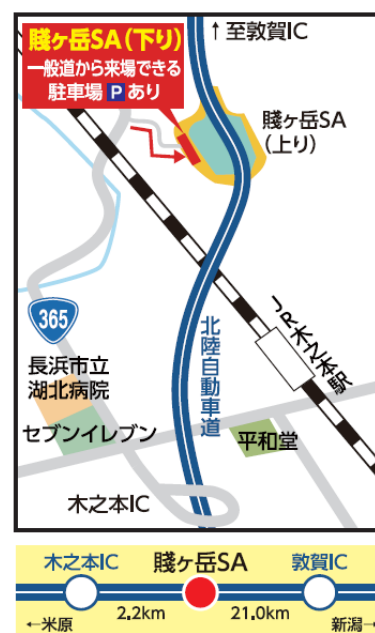 賤ヶ岳SA(下り)
一般道から来場できる
駐車場 P あり
↑至敦賀IC
賤ヶ岳SA
(上り)
365
北陸自動車道
JR木之本駅
長浜市立
湖北病院
セブンイレブン
平和堂
木之本IC
木之本IC 賤ヶ岳SA 敦賀IC
2.2km 21.0km
←米原 新潟→